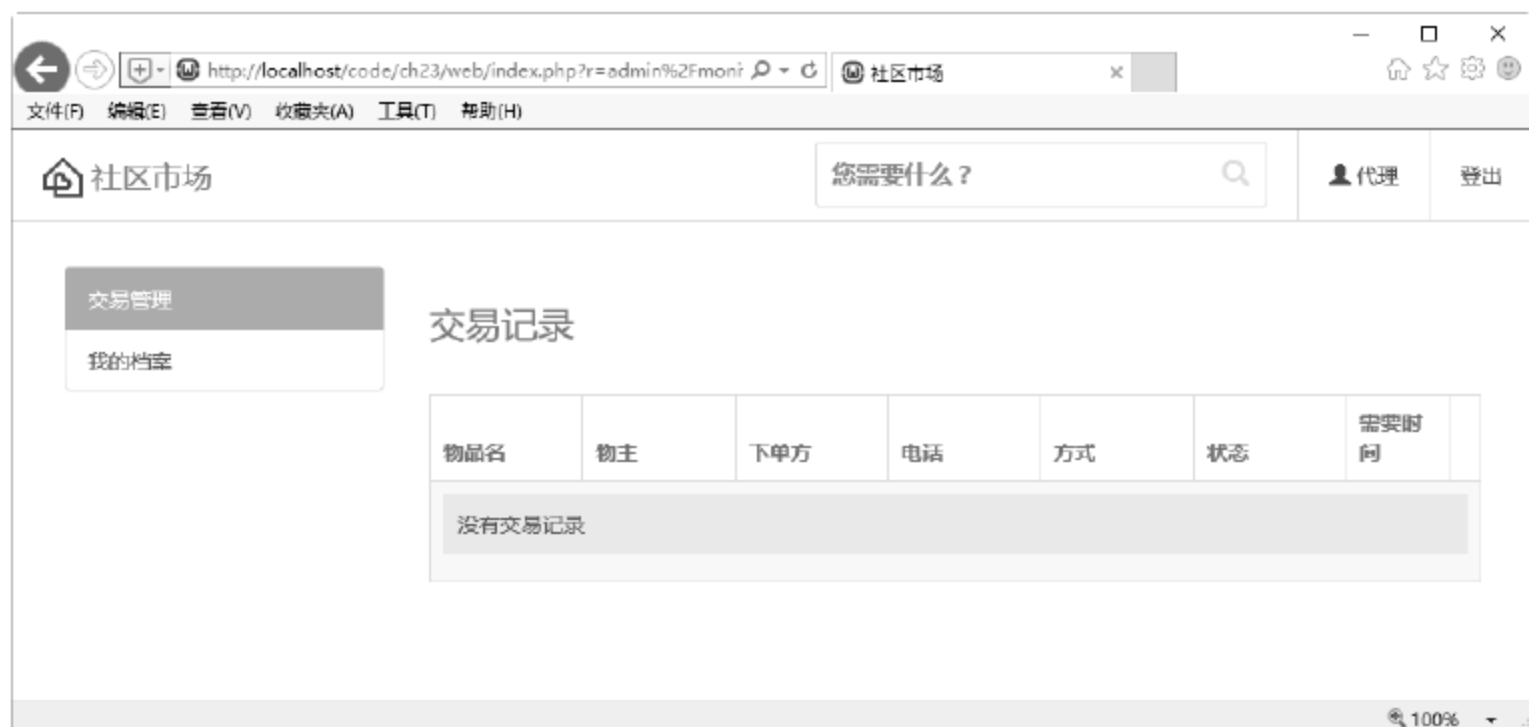 http://localhost/code/ch23/web/index.php?r=admin%2Fmoni
社区市场
文件(F) 编辑(E) 查看(V) 收藏夹(A) 工具(T) 帮助(H)
社区市场
您需要什么？
代理
登出
交易管理
我的档案
交易记录
物品名 物主 下单方 电话 方式 状态 需要时间
没有交易记录
100%